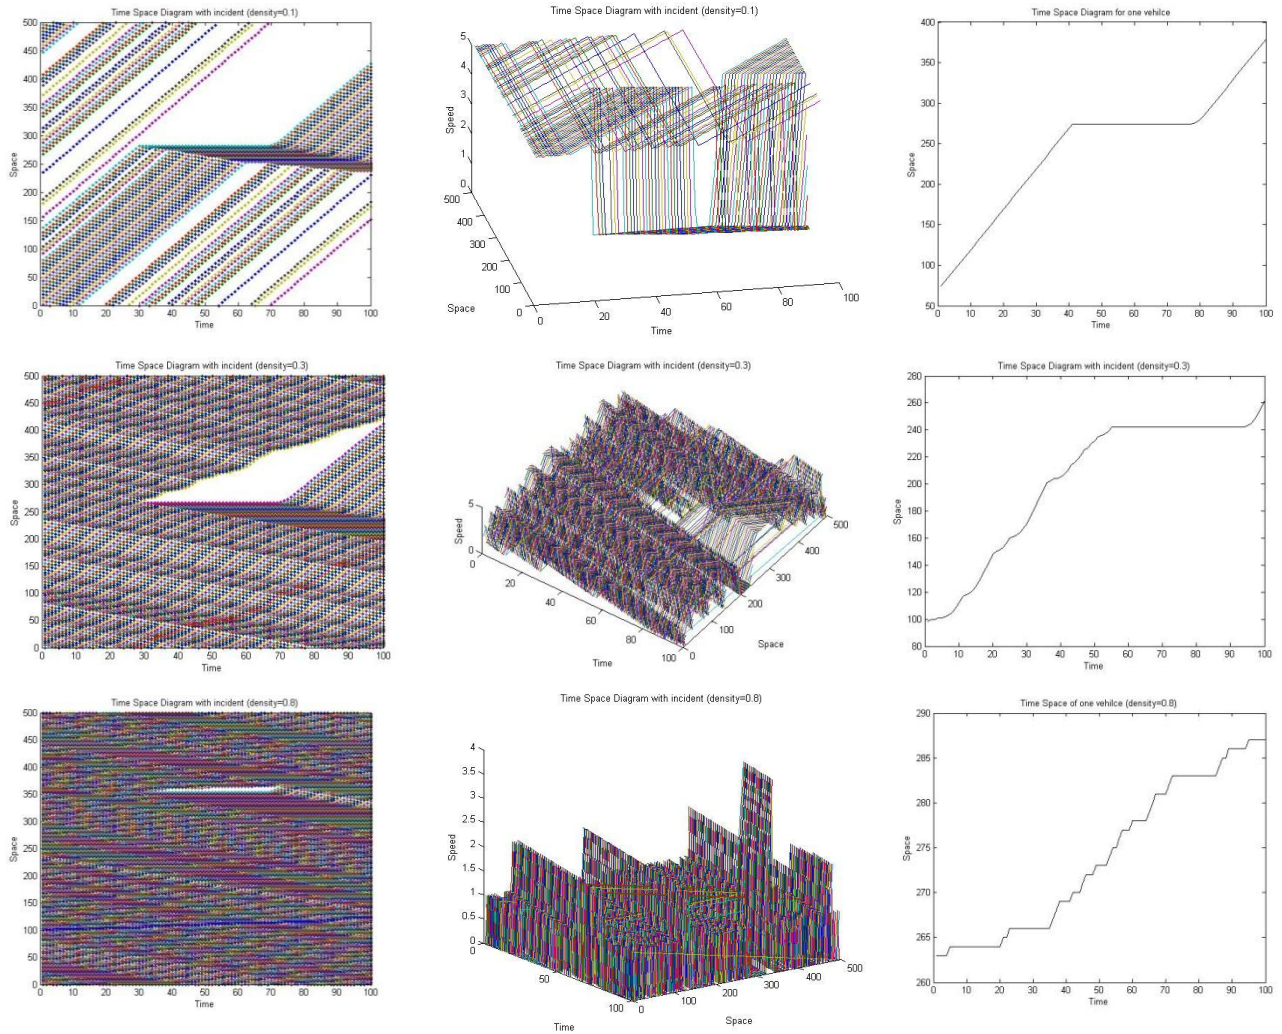 Time Space Diagram with incident (density=0.1)
500
450
400
350
300
250
200
150
100
50
0
Space
0 10 20 30 40 50 60 70 80 90 100
Time
Time Space Diagram with incident (density=0.1)
5
4
3
2
1
0
Speed
500
400
300
200
100
0
Space
0 20 40 60 80 100
Time
Time Space Diagram for one vehilce
400
350
300
250
200
150
100
50
Space
0 10 20 30 40 50 60 70 80 90 100
Time
Time Space Diagram with incident (density=0.3)
500
450
400
350
300
250
200
150
100
50
0
Space
0 10 20 30 40 50 60 70 80 90 100
Time
Time Space Diagram with incident (density=0.3)
5
0
Speed
0 20 40 60 80 100
Time
0 100 200 300 400 500
Space
Time Space Diagram with incident (density=0.3)
280
260
240
220
200
180
160
140
120
100
80
Space
0 10 20 30 40 50 60 70 80 90 100
Time
Time Space Diagram with incident (density=0.8)
500
450
400
350
300
250
200
150
100
50
0
Space
0 10 20 30 40 50 60 70 80 90 100
Time
Time Space Diagram with incident (density=0.8)
4
3.5
3
2.5
2
1.5
1
0.5
0
Speed
0 50 100
Time
0 100 200 300 400 500
Space
Time Space of one vehilce (density=0.8)
290
285
280
275
270
265
260
Space
0 10 20 30 40 50 60 70 80 90 100
Time